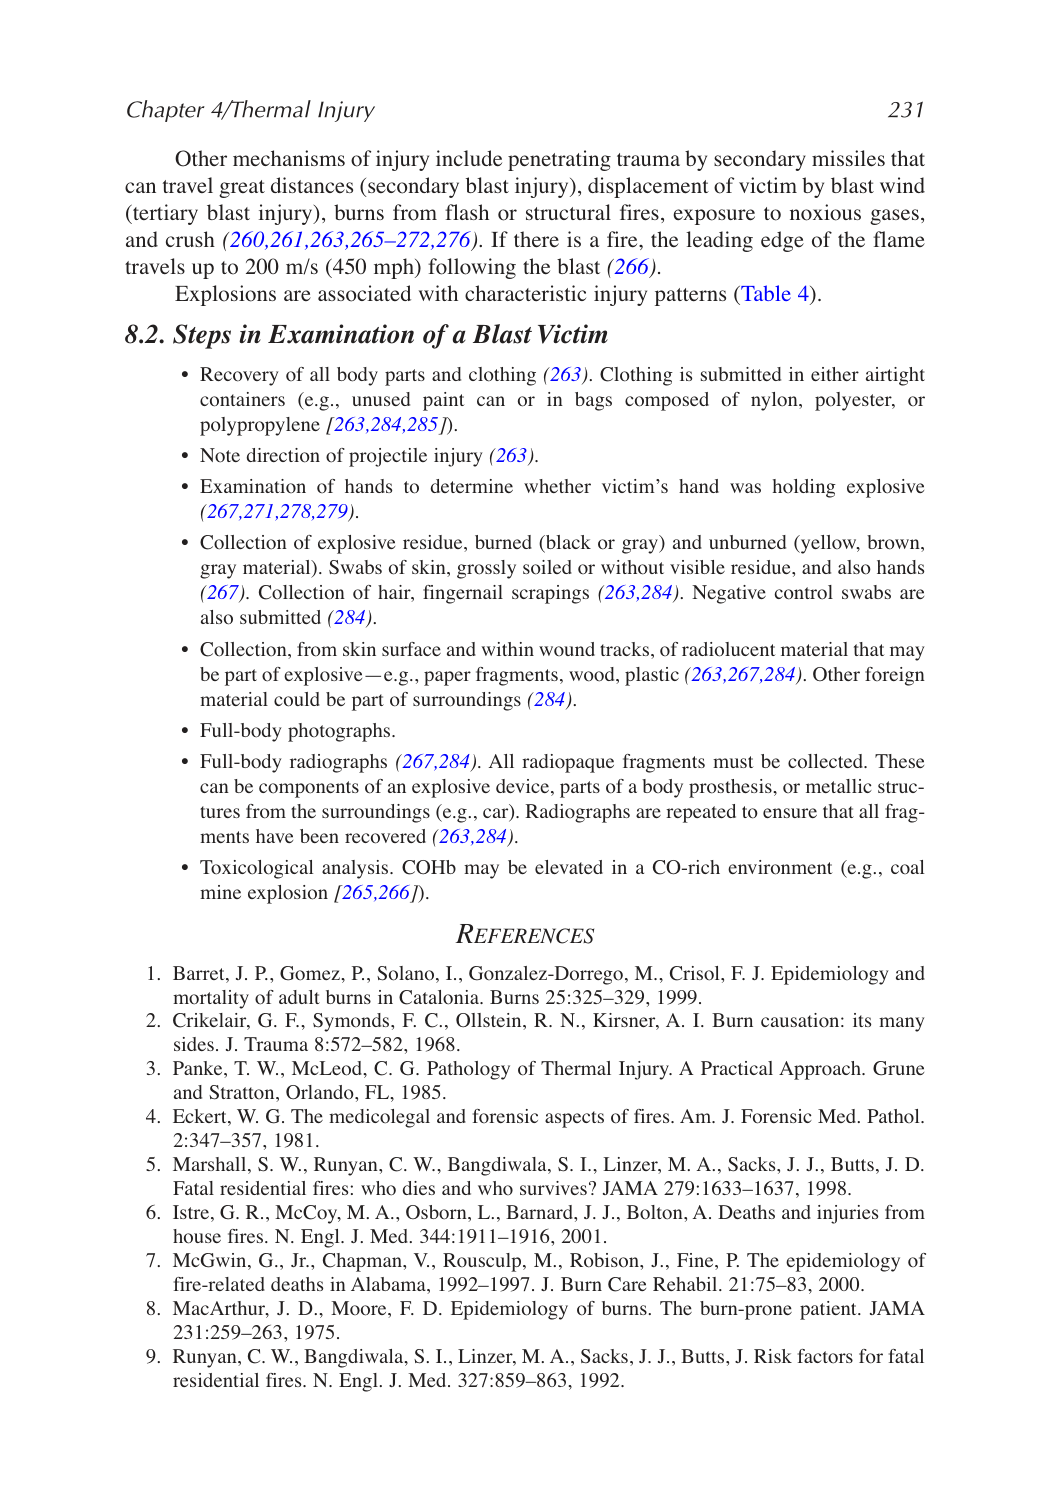 Chapter 4/Thermal Injury 231
Other mechanisms of injury include penetrating trauma by secondary missiles that
can travel great distances (secondary blast injury), displacement of victim by blast wind
(tertiary blast injury), burns from flash or structural fires, exposure to noxious gases,
and crush (260,261,263,265–272,276). If there is a fire, the leading edge of the flame
travels up to 200 m/s (450 mph) following the blast (266).
Explosions are associated with characteristic injury patterns (Table 4).
8.2. Steps in Examination of a Blast Victim
• Recovery of all body parts and clothing (263). Clothing is submitted in either airtight
containers (e.g., unused paint can or in bags composed of nylon, polyester, or
polypropylene [263,284,285]).
• Note direction of projectile injury (263).
• Examination of hands to determine whether victim's hand was holding explosive
(267,271,278,279).
• Collection of explosive residue, burned (black or gray) and unburned (yellow, brown,
gray material). Swabs of skin, grossly soiled or without visible residue, and also hands
(267). Collection of hair, fingernail scrapings (263,284). Negative control swabs are
also submitted (284).
• Collection, from skin surface and within wound tracks, of radiolucent material that may
be part of explosive—e.g., paper fragments, wood, plastic (263,267,284). Other foreign
material could be part of surroundings (284).
• Full-body photographs.
• Full-body radiographs (267,284). All radiopaque fragments must be collected. These
can be components of an explosive device, parts of a body prosthesis, or metallic struc-
tures from the surroundings (e.g., car). Radiographs are repeated to ensure that all frag-
ments have been recovered (263,284).
• Toxicological analysis. COHb may be elevated in a CO-rich environment (e.g., coal
mine explosion [265,266]).
REFERENCES
1. Barret, J. P., Gomez, P., Solano, I., Gonzalez-Dorrego, M., Crisol, F. J. Epidemiology and
mortality of adult burns in Catalonia. Burns 25:325–329, 1999.
2. Crikelair, G. F., Symonds, F. C., Ollstein, R. N., Kirsner, A. I. Burn causation: its many
sides. J. Trauma 8:572–582, 1968.
3. Panke, T. W., McLeod, C. G. Pathology of Thermal Injury. A Practical Approach. Grune
and Stratton, Orlando, FL, 1985.
4. Eckert, W. G. The medicolegal and forensic aspects of fires. Am. J. Forensic Med. Pathol.
2:347–357, 1981.
5. Marshall, S. W., Runyan, C. W., Bangdiwala, S. I., Linzer, M. A., Sacks, J. J., Butts, J. D.
Fatal residential fires: who dies and who survives? JAMA 279:1633–1637, 1998.
6. Istre, G. R., McCoy, M. A., Osborn, L., Barnard, J. J., Bolton, A. Deaths and injuries from
house fires. N. Engl. J. Med. 344:1911–1916, 2001.
7. McGwin, G., Jr., Chapman, V., Rousculp, M., Robison, J., Fine, P. The epidemiology of
fire-related deaths in Alabama, 1992–1997. J. Burn Care Rehabil. 21:75–83, 2000.
8. MacArthur, J. D., Moore, F. D. Epidemiology of burns. The burn-prone patient. JAMA
231:259–263, 1975.
9. Runyan, C. W., Bangdiwala, S. I., Linzer, M. A., Sacks, J. J., Butts, J. Risk factors for fatal
residential fires. N. Engl. J. Med. 327:859–863, 1992.